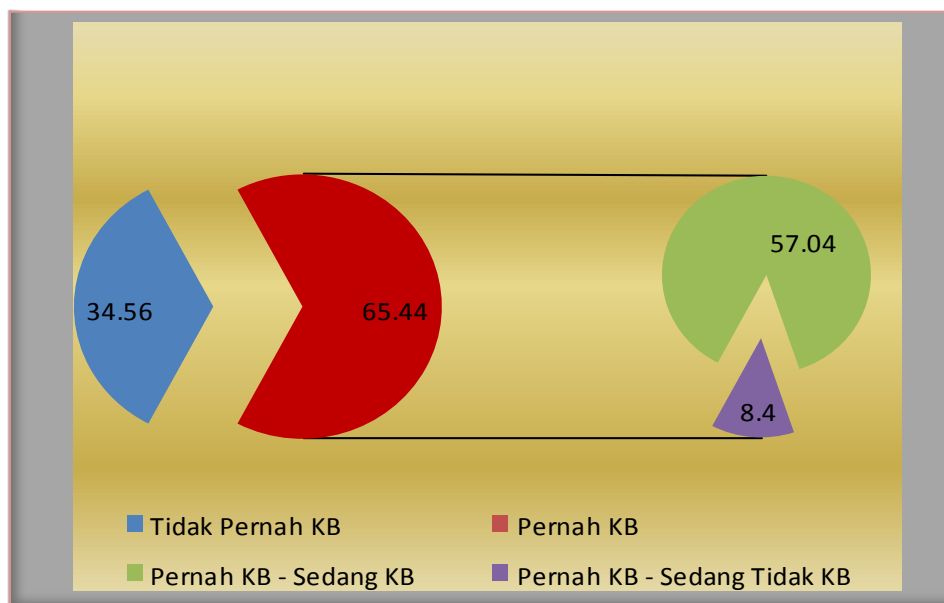 57.04
34.56
65.44
8.4
Tidak Pernah KB
Pernah KB
Pernah KB - Sedang KB
Pernah KB - Sedang Tidak KB